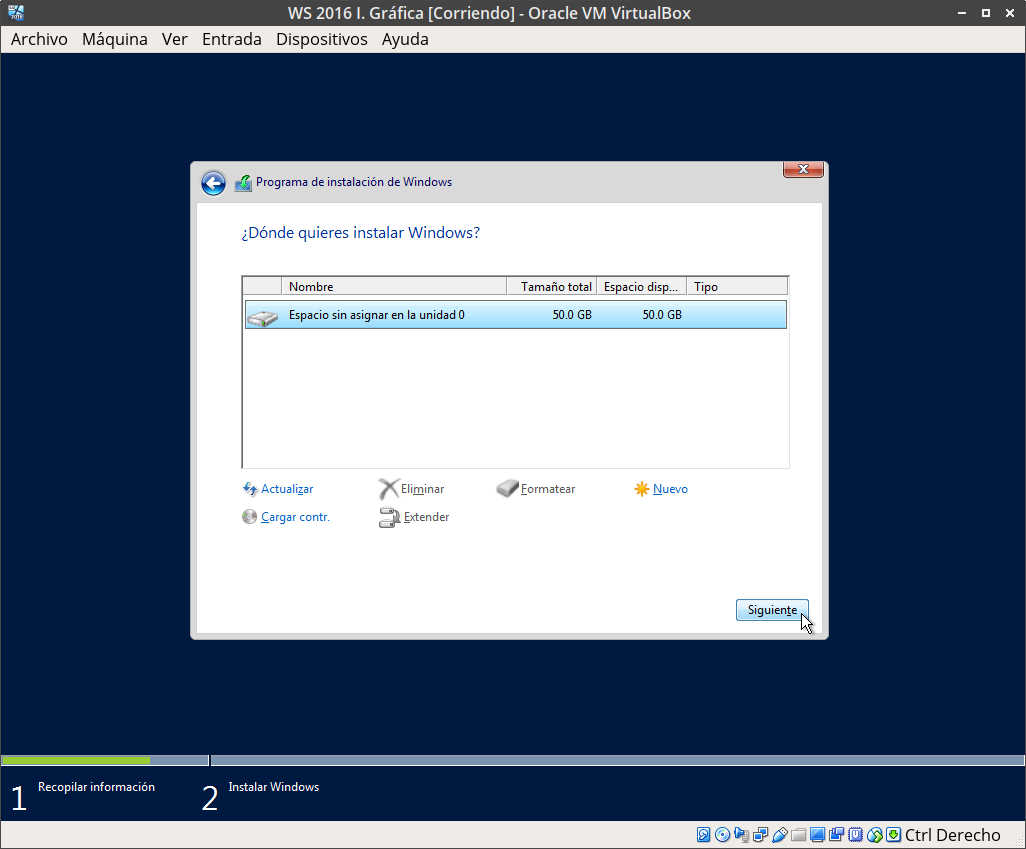 WS 2016 I. Gráfica [Corriendo] - Oracle VM VirtualBox
Archivo Máquina Ver Entrada Dispositivos Ayuda
Programa de instalación de Windows
¿Dónde quieres instalar Windows?
Nombre Tamaño total Espacio disp... Tipo
Espacio sin asignar en la unidad 0 50.0 GB 50.0 GB
Actualizar Eliminar Formatear Nuevo
Cargar contr. Extender
Siguiente
1 Recopilar información 2 Instalar Windows
Ctrl Derecho